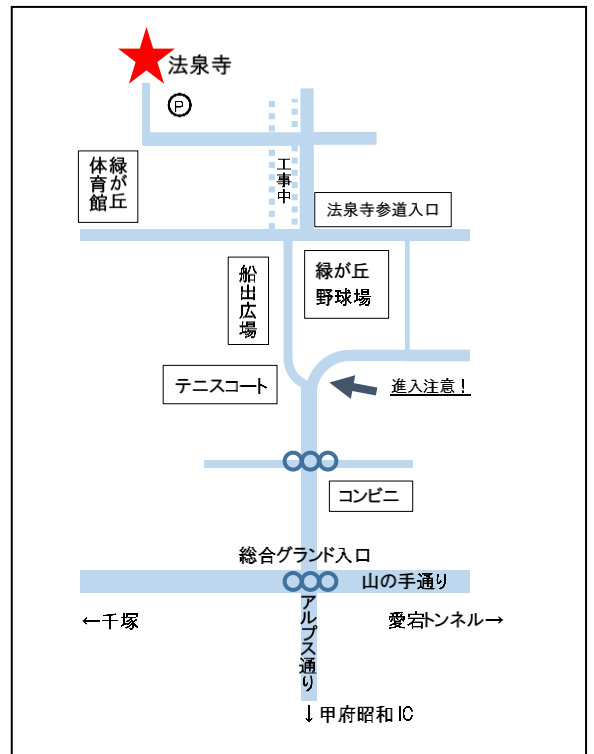 法泉寺
P
緑が丘
体育館
工事中
法泉寺参道入口
船出広場
緑が丘
野球場
テニスコート
進入注意！
コンビニ
総合グランド入口
山の手通り
←千塚
アルプス通り
愛宕トンネル→
↓甲府昭和IC